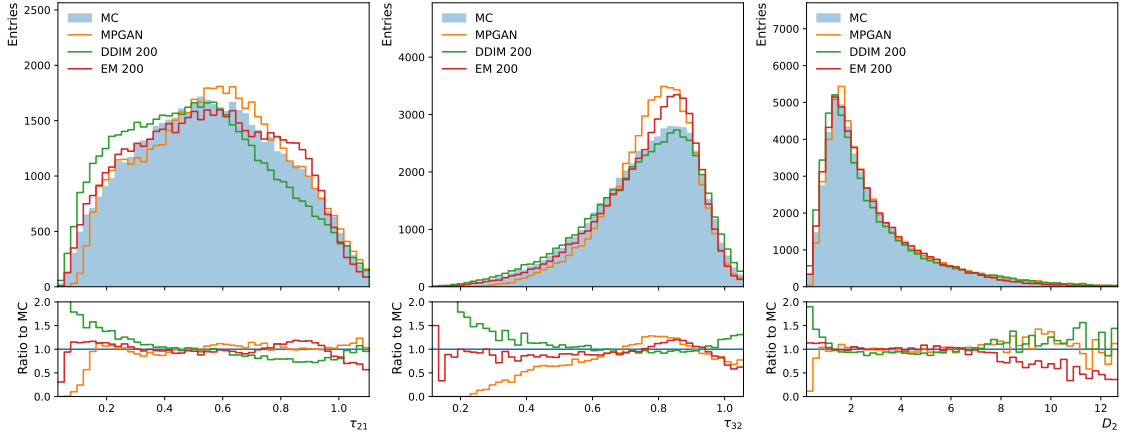 Entries
2500
2000
1500
1000
500
0
MC
MPGAN
DDIM 200
EM 200
Ratio to MC
2.0
1.5
1.0
0.5
0.0
0.2
0.4
0.6
0.8
1.0
τ21
Entries
4000
3000
2000
1000
0
MC
MPGAN
DDIM 200
EM 200
Ratio to MC
2.0
1.5
1.0
0.5
0.0
0.2
0.4
0.6
0.8
1.0
τ32
Entries
7000
6000
5000
4000
3000
2000
1000
0
MC
MPGAN
DDIM 200
EM 200
Ratio to MC
2.0
1.5
1.0
0.5
0.0
2
4
6
8
10
12
D2